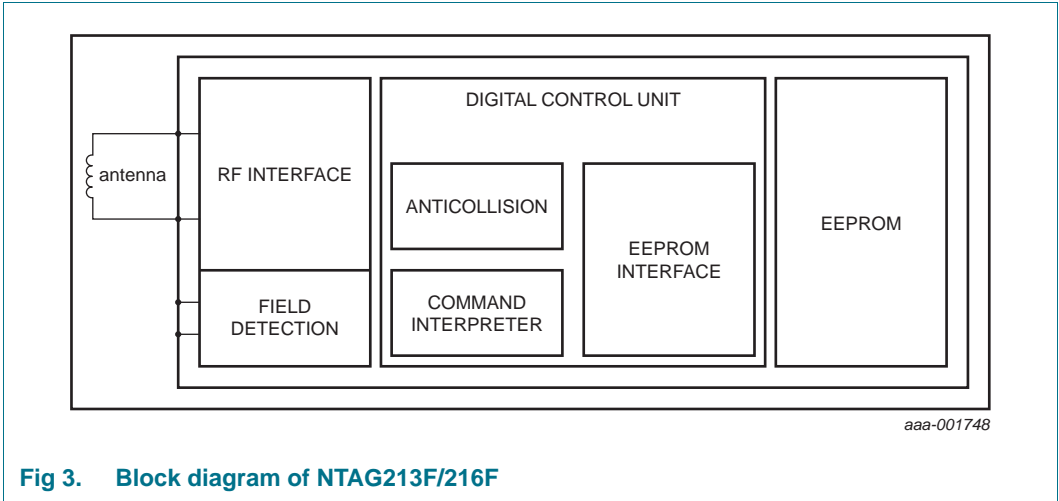 DIGITAL CONTROL UNIT
antenna
RF INTERFACE
ANTICOLLISION
EEPROM
INTERFACE
EEPROM
FIELD
DETECTION
COMMAND
INTERPRETER
aaa-001748
Fig 3. Block diagram of NTAG213F/216F